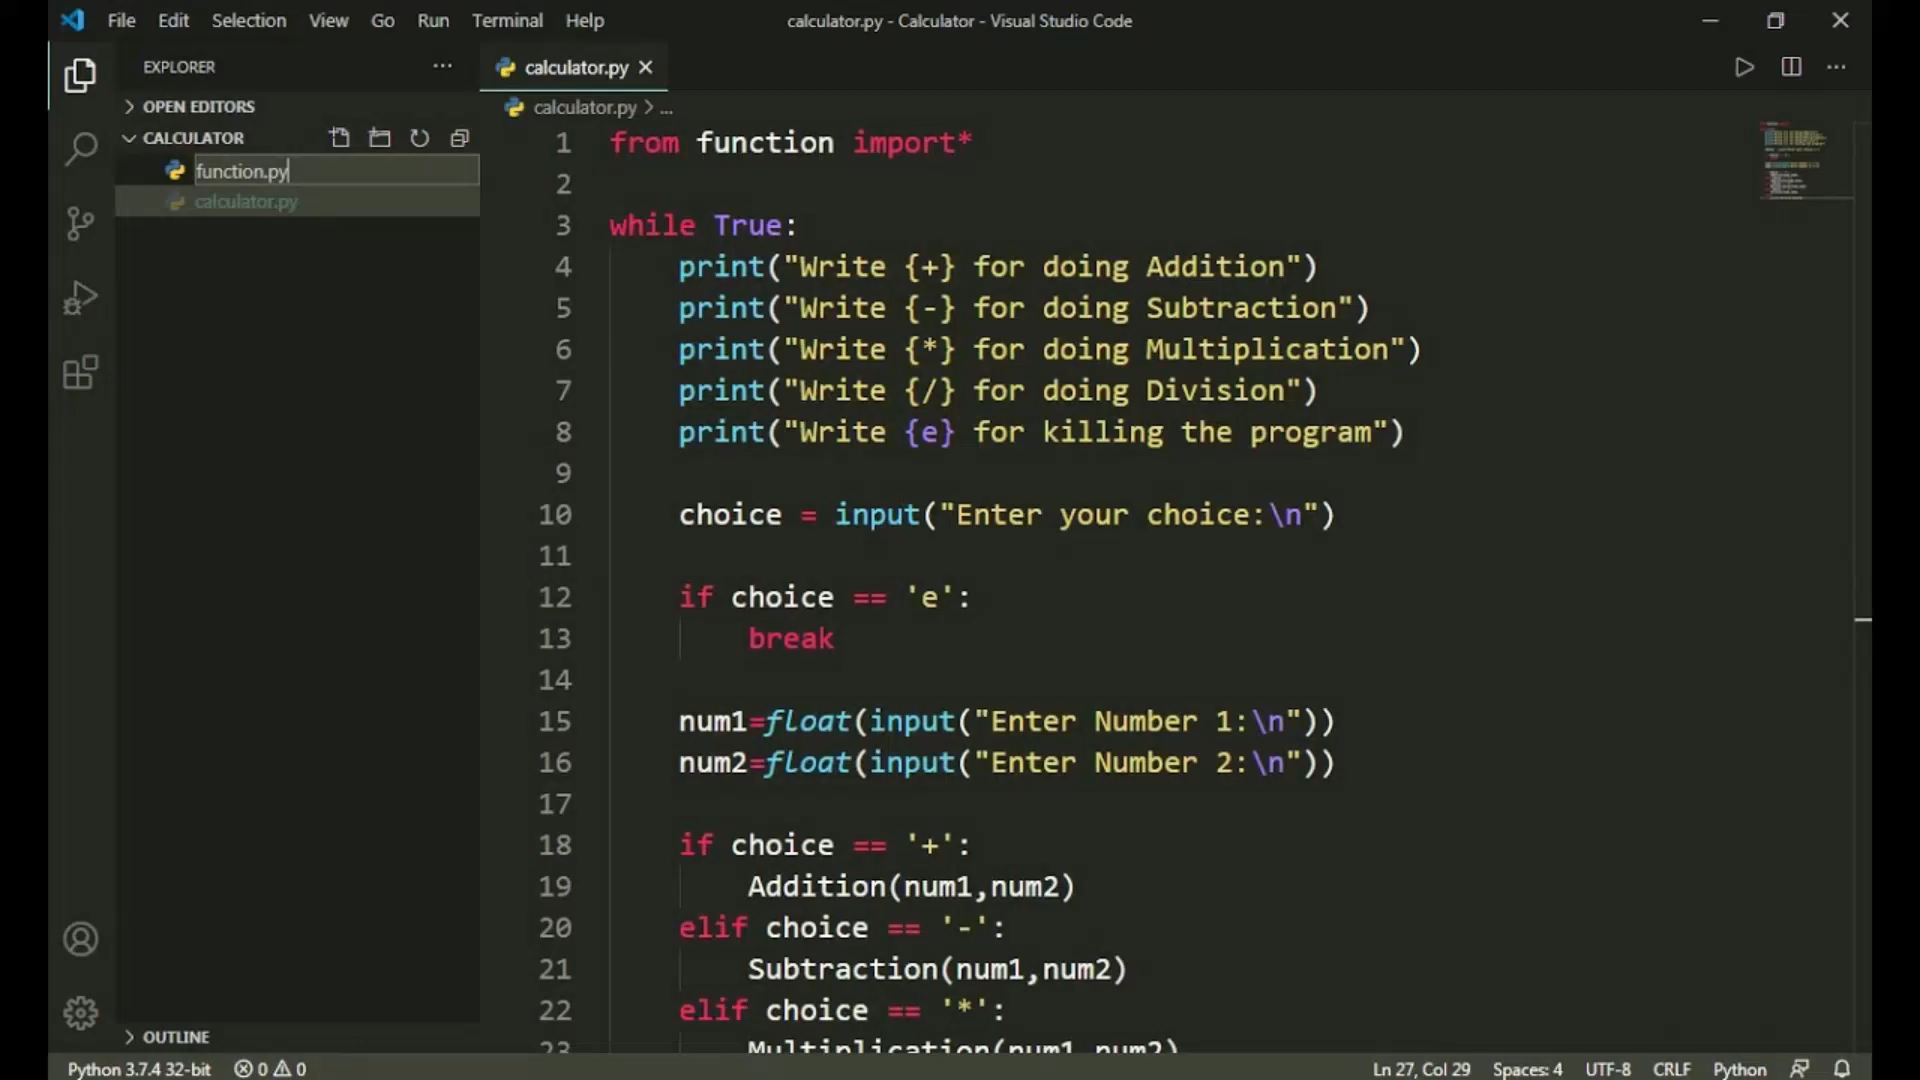 File Edit Selection View Go Run Terminal Help
calculator.py - Calculator - Visual Studio Code
EXPLORER ···
calculator.py
OPEN EDITORS
calculator.py > ...
CALCULATOR
function.py
calculator.py
1 from function import*
2
3 while True:
4 print("Write {+} for doing Addition")
5 print("Write {-} for doing Subtraction")
6 print("Write {*} for doing Multiplication")
7 print("Write {/} for doing Division")
8 print("Write {e} for killing the program")
9
10 choice = input("Enter your choice:\n")
11
12 if choice == 'e':
13 break
14
15 num1=float(input("Enter Number 1:\n"))
16 num2=float(input("Enter Number 2:\n"))
17
18 if choice == '+':
19 Addition(num1,num2)
20 elif choice == '-':
21 Subtraction(num1,num2)
22 elif choice == '*':
23 Multiplication(num1,num2)
OUTLINE
Python 3.7.4 32-bit 0 0 Ln 27, Col 29 Spaces: 4 UTF-8 CRLF Python